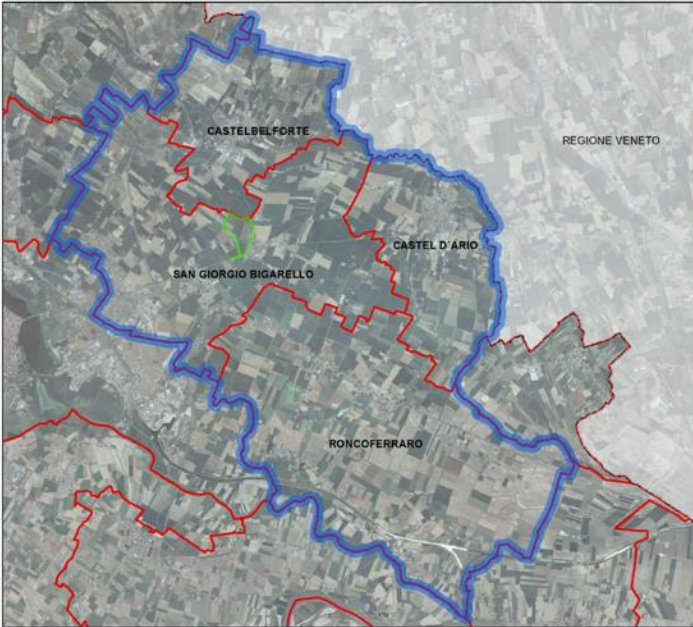 CASTELBELFORTE
REGIONE VENETO
CASTEL D'ARIO
SAN GIORGIO BIGARELLO
RONCOFERRARO